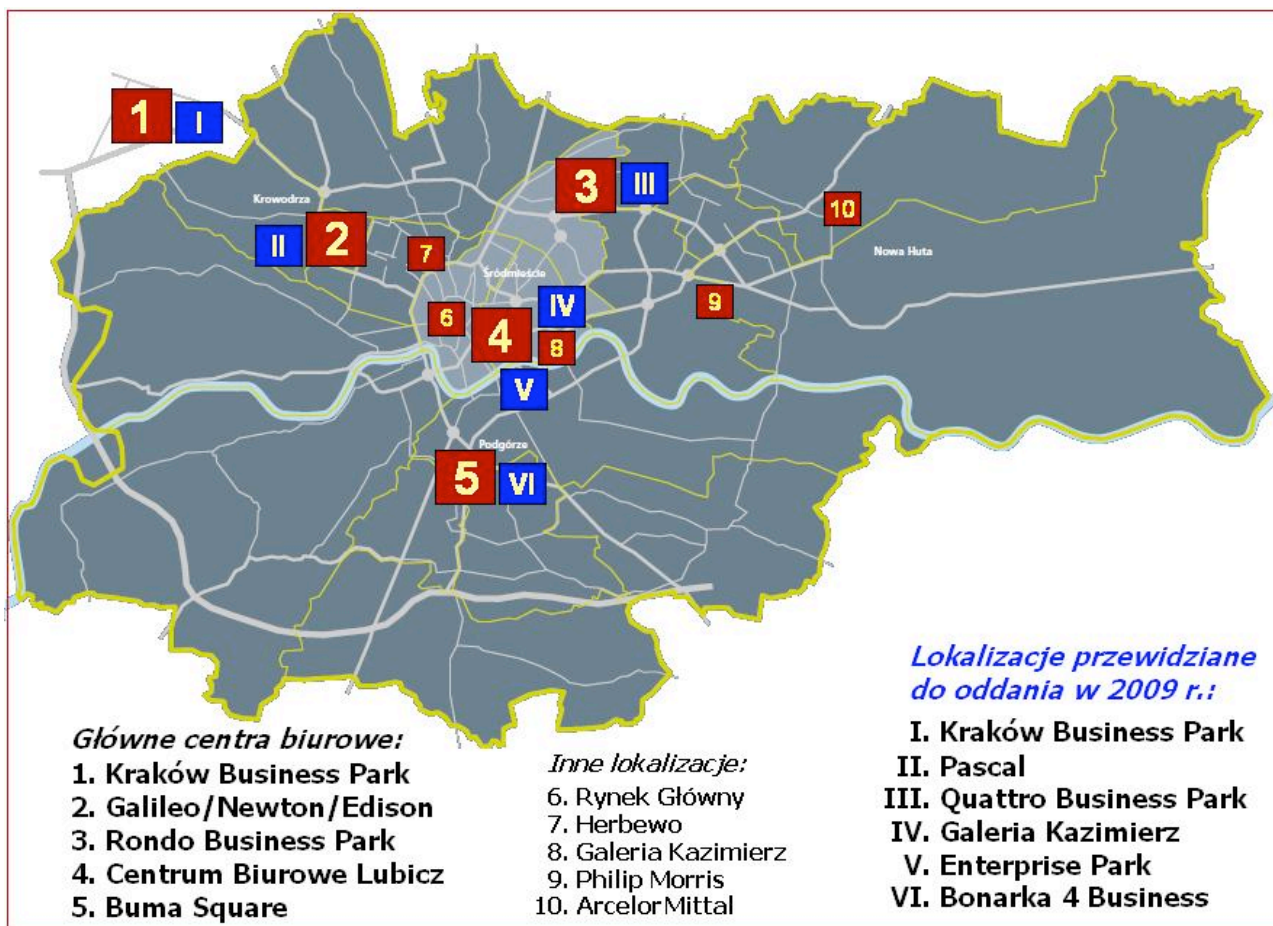 1
I
3
III
Krowodrza
10
II
2
7
Nowa Huta
Śródmieście
IV
9
6
4
8
V
Podgórze
5
VI
Główne centra biurowe:
1. Kraków Business Park
2. Galileo/Newton/Edison
3. Rondo Business Park
4. Centrum Biurowe Lubicz
5. Buma Square
Inne lokalizacje:
6. Rynek Główny
7. Herbewo
8. Galeria Kazimierz
9. Philip Morris
10. ArcelorMittal
Lokalizacje przewidziane
do oddania w 2009 r.:
I. Kraków Business Park
II. Pascal
III. Quattro Business Park
IV. Galeria Kazimierz
V. Enterprise Park
VI. Bonarka 4 Business